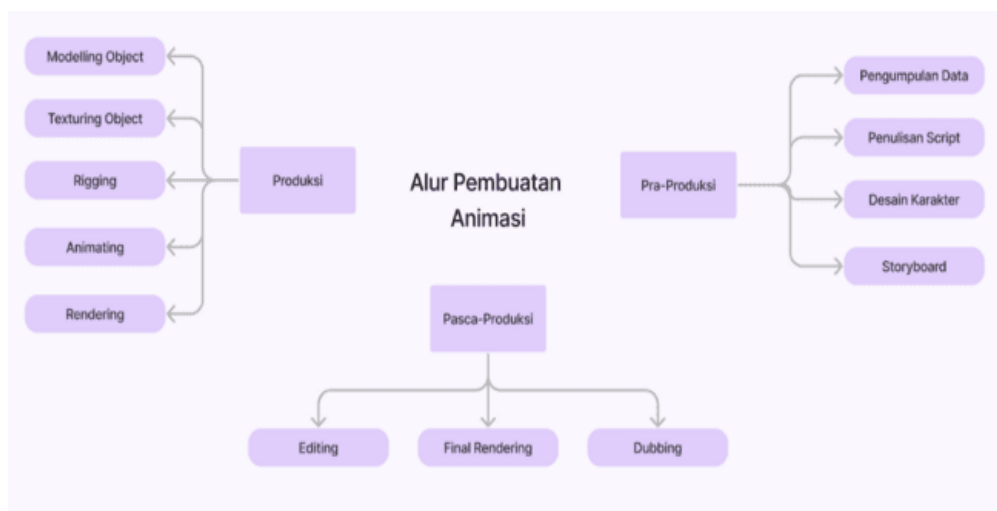 Alur Pembuatan
Animasi
Produksi
Modelling Object
Texturing Object
Rigging
Animating
Rendering
Pra-Produksi
Pengumpulan Data
Penulisan Script
Desain Karakter
Storyboard
Pasca-Produksi
Editing
Final Rendering
Dubbing